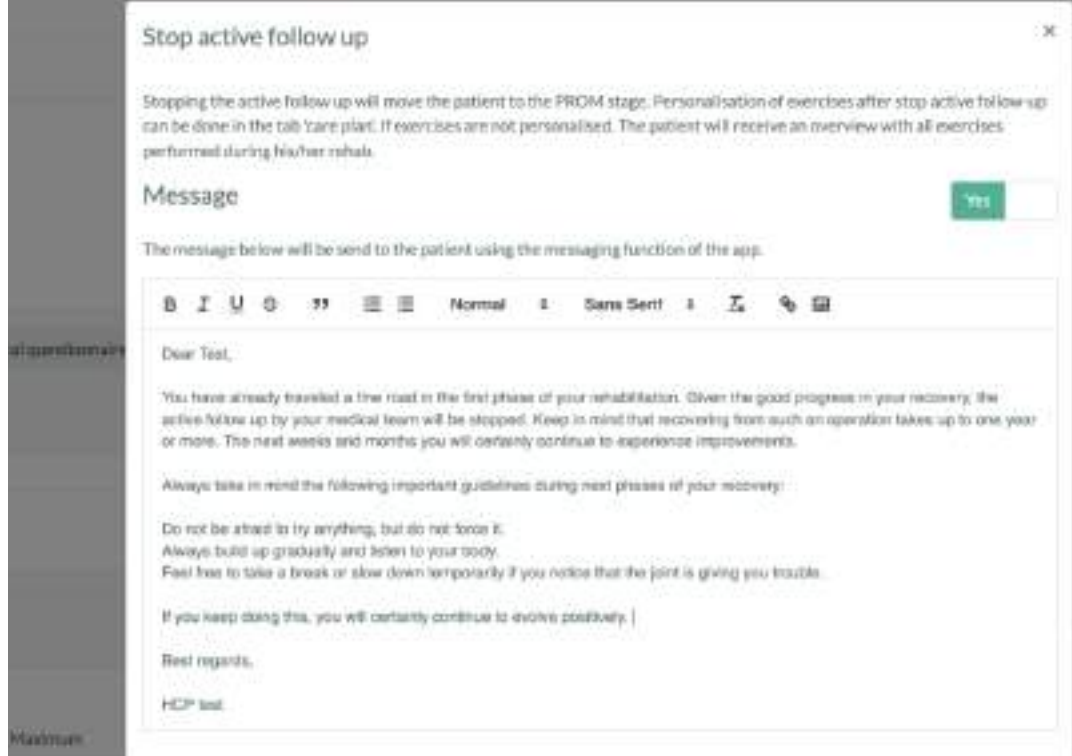 Stop active follow up
×
Stopping the active follow up will move the patient to the PROM stage. Personalisation of exercises after stop active follow-up
can be done in the tab 'care plan'. If exercises are not personalised. The patient will receive an overview with all exercises
performed during his/her rehab.
Message
Yes
The message below will be send to the patient using the messaging function of the app.
B I U S ” Normal Sans Serif
Dear Test,
You have already traveled a fine road in the first phase of your rehabilitation. Given the good progress in your recovery, the
active follow up by your medical team will be stopped. Keep in mind that recovering from such an operation takes up to one year
or more. The next weeks and months you will certainly continue to experience improvements.
Always take in mind the following important guidelines during next phases of your recovery:
Do not be afraid to try anything, but do not force it.
Always build up gradually and listen to your body.
Feel free to take a break or slow down temporarily if you notice that the joint is giving you trouble.
If you keep doing this, you will certainly continue to evolve positively.
Best regards,
HCP test
questionnaire
Maximum